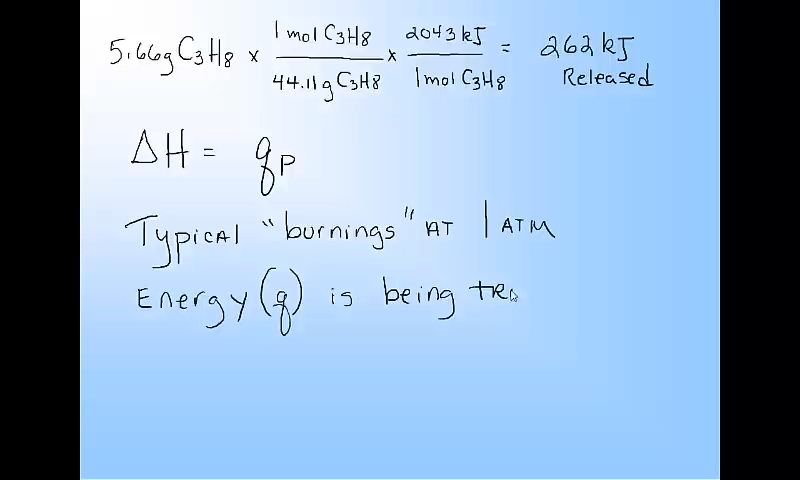 5.66g C3H8 x 1 mol C3H8 / 44.11g C3H8 x 2043 kJ / 1 mol C3H8 = 262 kJ Released
ΔH = qP
Typical "burnings" AT 1 ATM
Energy (q) is being tra